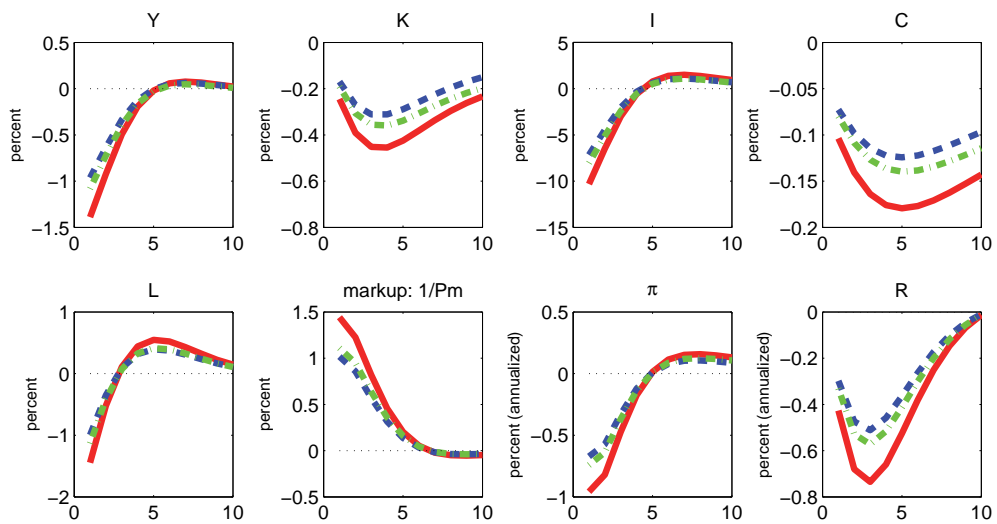 Y K I C
0.5 0 5 0
0 −0.2 0 −0.05
−0.5 −0.4 −5 −0.1
−1 −0.6 −10 −0.15
−1.5 −0.8 −15 −0.2
percent percent percent percent
0 5 10 0 5 10 0 5 10 0 5 10
L markup: 1/Pm π R
1 1.5 0.5 0
0 1 0 −0.2
−1 0.5 −0.5 −0.4
−2 0 −1 −0.6
−0.5 −0.8
percent percent percent (annualized) percent (annualized)
0 5 10 0 5 10 0 5 10 0 5 10